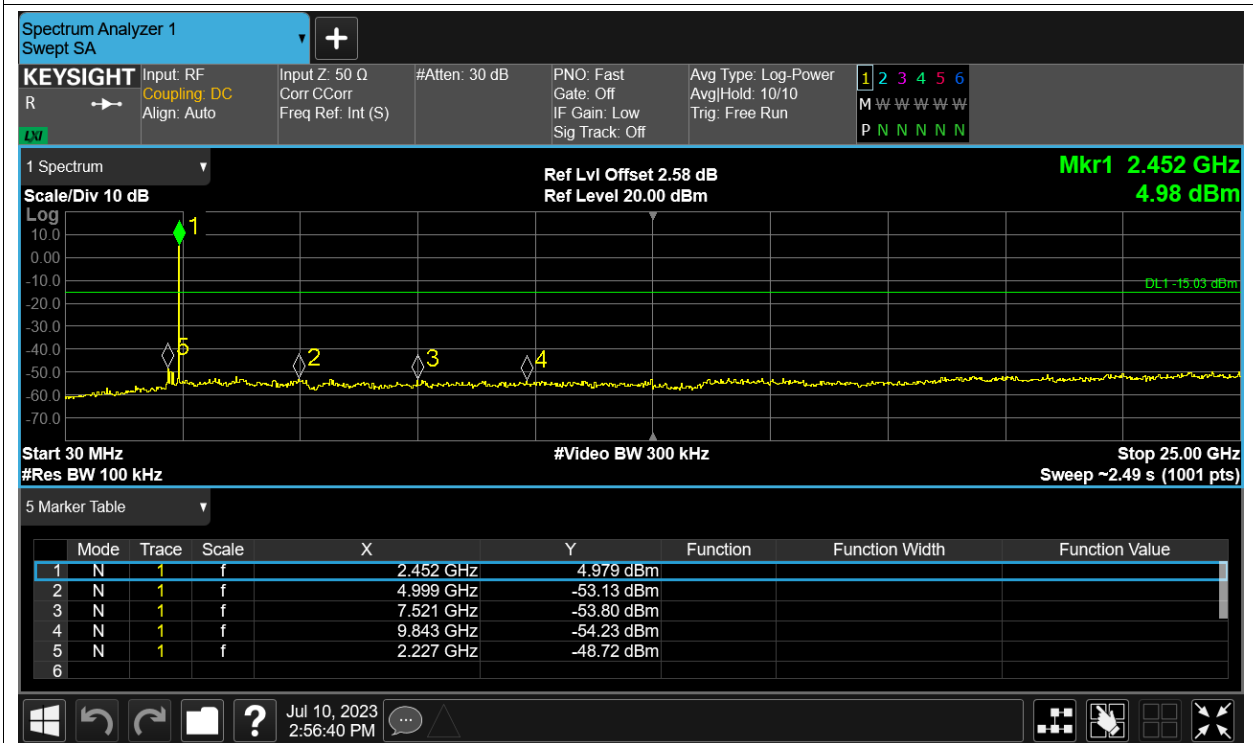 Spectrum Analyzer 1
Swept SA
KEYSIGHT
R
LXI
Input: RF
Coupling: DC
Align: Auto
Input Z: 50 Ω
Corr CCorr
Freq Ref: Int (S)
#Atten: 30 dB
PNO: Fast
Gate: Off
IF Gain: Low
Sig Track: Off
Avg Type: Log-Power
Avg|Hold: 10/10
Trig: Free Run
1 2 3 4 5 6
M W W W W W
P N N N N N
1 Spectrum
Scale/Div 10 dB
Ref Lvl Offset 2.58 dB
Ref Level 20.00 dBm
Mkr1 2.452 GHz
4.98 dBm
Log
10.0
0.00
-10.0
-20.0
-30.0
-40.0
-50.0
-60.0
-70.0
1
DL1 -15.03 dBm
5
2
3
4
Start 30 MHz
#Video BW 300 kHz
Stop 25.00 GHz
#Res BW 100 kHz
Sweep ~2.49 s (1001 pts)
5 Marker Table
Mode Trace Scale X Y Function Function Width Function Value
1 N 1 f 2.452 GHz 4.979 dBm
2 N 1 f 4.999 GHz -53.13 dBm
3 N 1 f 7.521 GHz -53.80 dBm
4 N 1 f 9.843 GHz -54.23 dBm
5 N 1 f 2.227 GHz -48.72 dBm
6
?
Jul 10, 2023
2:56:40 PM